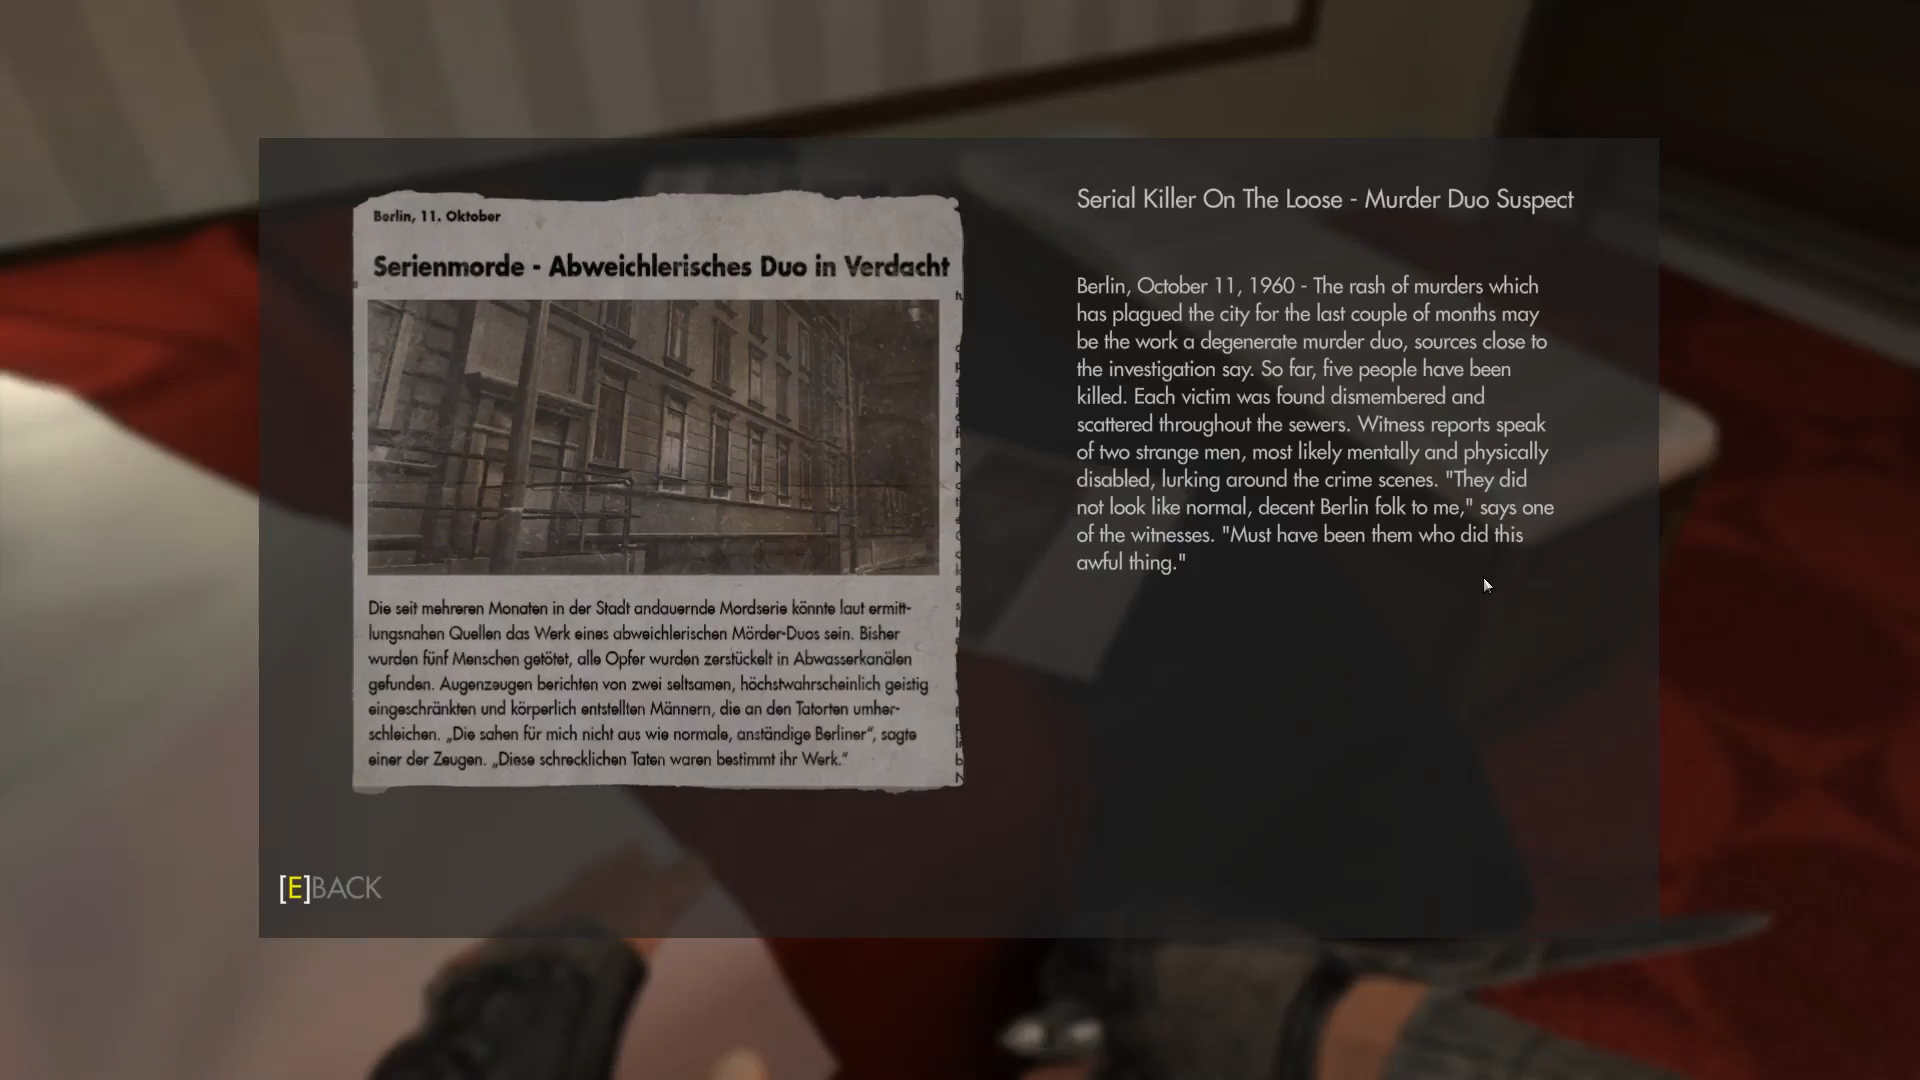 Berlin, 11. Oktober
Serienmorde - Abweichlerisches Duo in Verdacht
Die seit mehreren Monaten in der Stadt andauernde Mordserie könnte laut ermitt-
lungsnahen Quellen das Werk eines abweichlerischen Mörder-Duos sein. Bisher
wurden fünf Menschen getötet, alle Opfer wurden zerstückelt in Abwasserkanälen
gefunden. Augenzeugen berichten von zwei seltsamen, höchstwahrscheinlich geistig
eingeschränkten und körperlich entstellten Männern, die an den Tatorten umher-
schleichen. „Die sahen für mich nicht aus wie normale, anständige Berliner“, sagte
einer der Zeugen. „Diese schrecklichen Taten waren bestimmt ihr Werk.“
Serial Killer On The Loose - Murder Duo Suspect
Berlin, October 11, 1960 - The rash of murders which
has plagued the city for the last couple of months may
be the work a degenerate murder duo, sources close to
the investigation say. So far, five people have been
killed. Each victim was found dismembered and
scattered throughout the sewers. Witness reports speak
of two strange men, most likely mentally and physically
disabled, lurking around the crime scenes. "They did
not look like normal, decent Berlin folk to me," says one
of the witnesses. "Must have been them who did this
awful thing."
[E]BACK